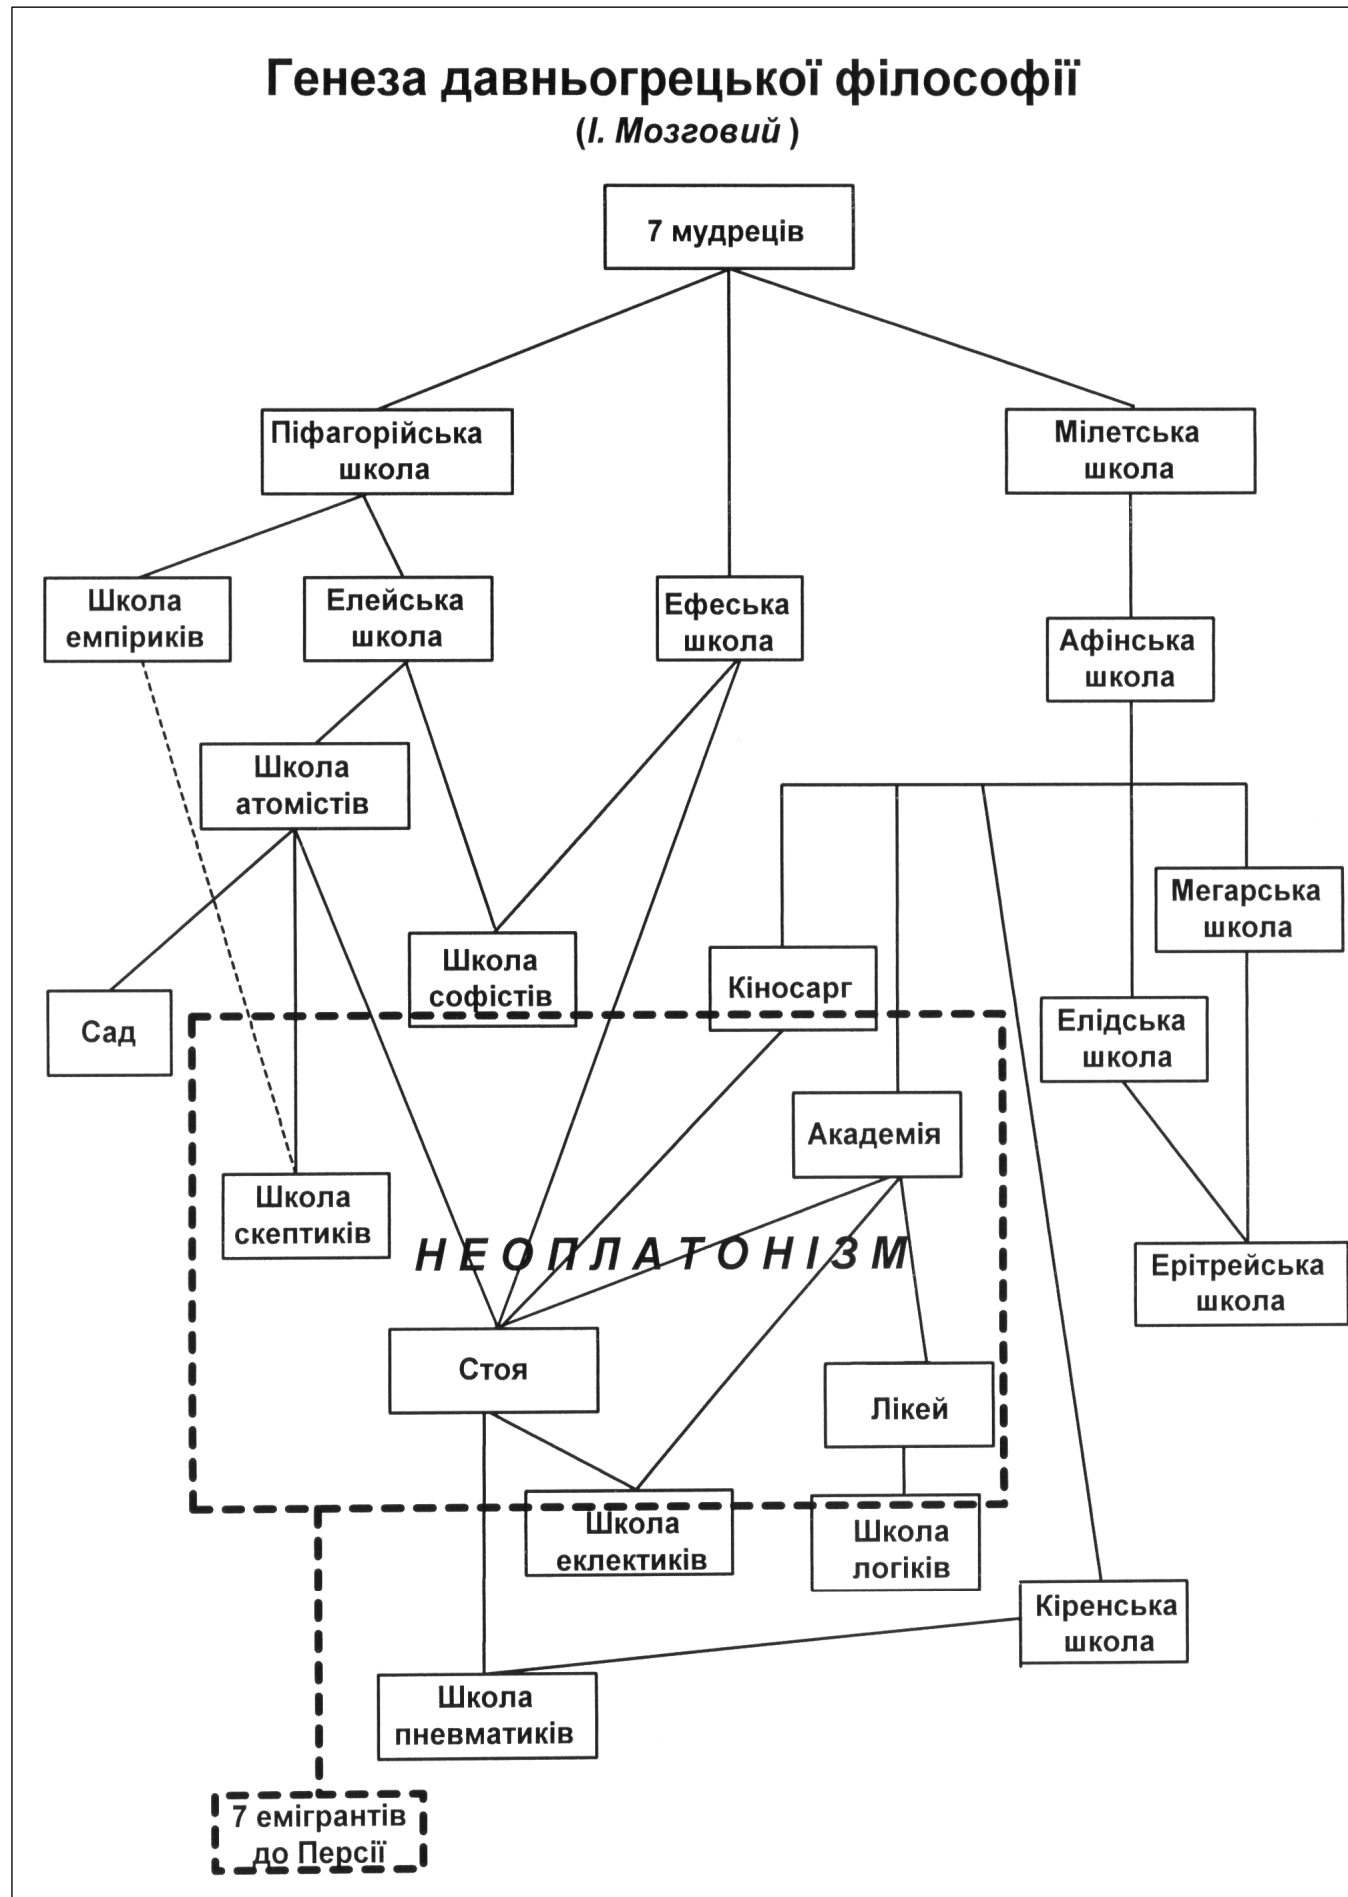 Генеза давньогрецької філософії
(І. Мозговий )
7 мудреців
Піфагорійська
школа
Мілетська
школа
Школа
емпіриків
Елейська
школа
Ефеська
школа
Афінська
школа
Школа
атомістів
Мегарська
школа
Школа
софістів
Кіносарг
Сад
Елідська
школа
Академія
Школа
скептиків
НЕОПЛАТОНІЗМ
Ерітрейська
школа
Стоя
Лікей
Школа
еклектиків
Школа
логіків
Кіренська
школа
Школа
пневматиків
7 емігрантів
до Персії